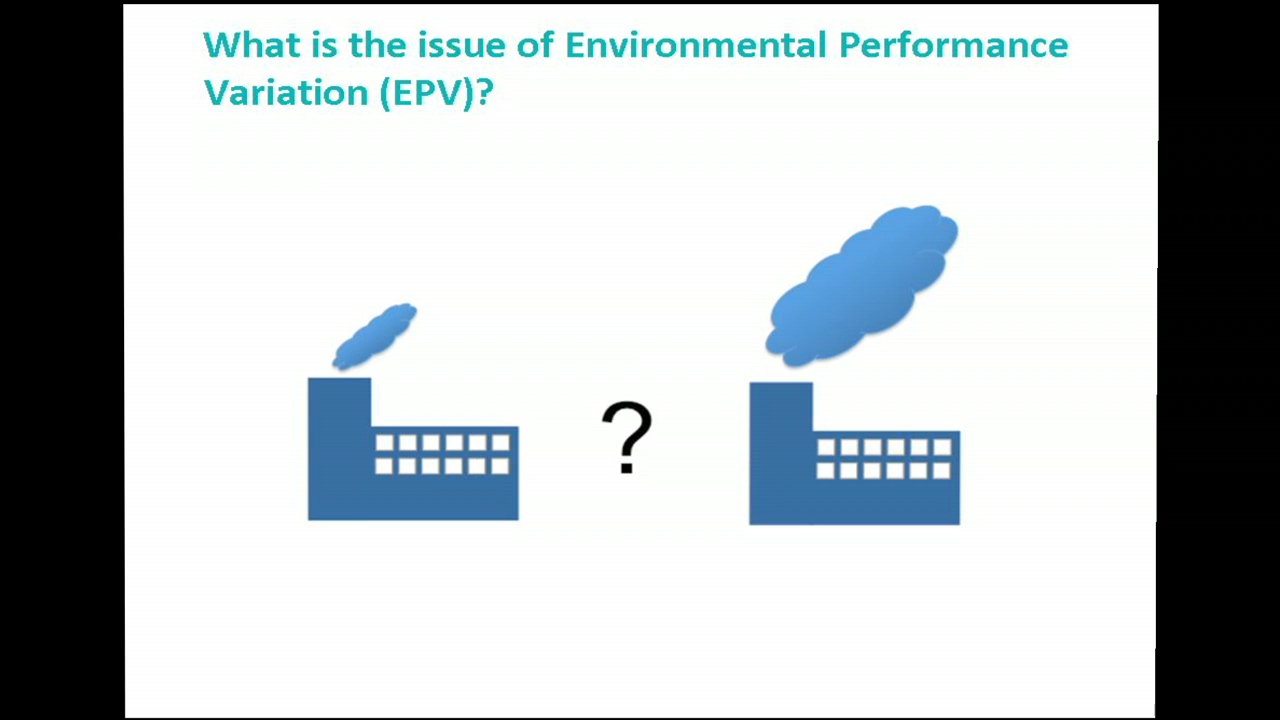 What is the issue of Environmental Performance
Variation (EPV)?
?